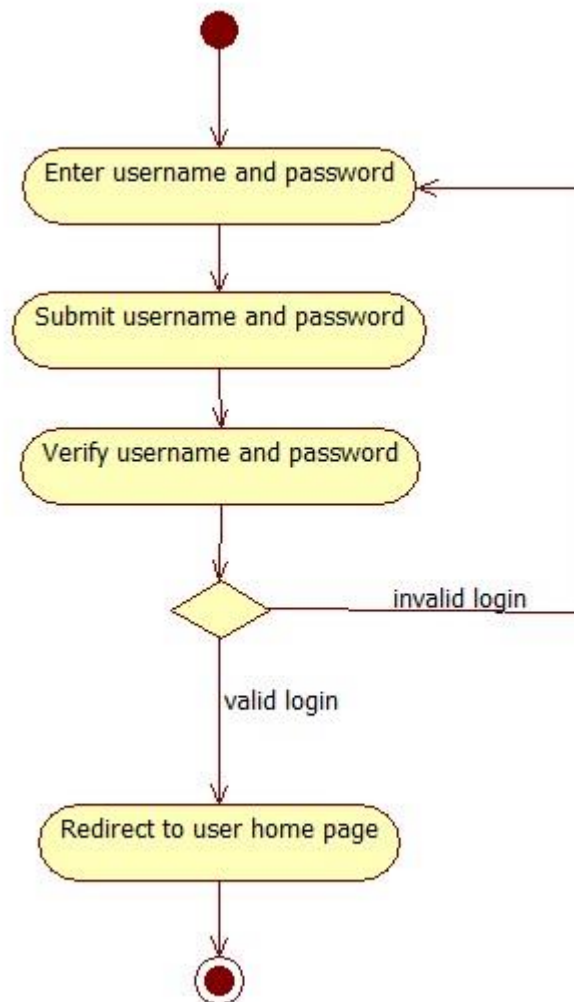 Enter username and password
Submit username and password
Verify username and password
invalid login
valid login
Redirect to user home page